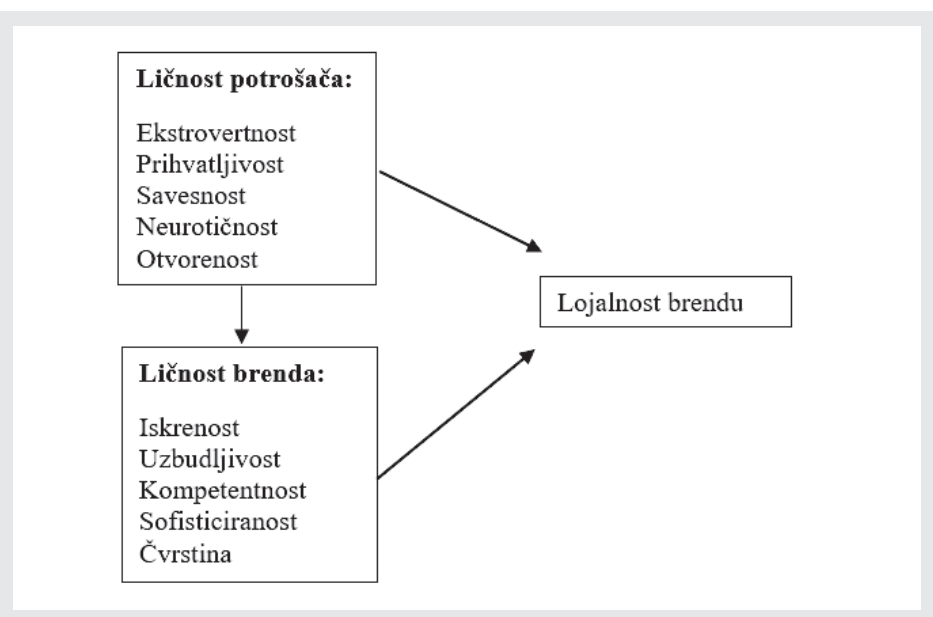 Ličnost potrošača:
Ekstrovertnost
Prihvatljivost
Savesnost
Neurotičnost
Otvorenost
Lojalnost brendu
Ličnost brenda:
Iskrenost
Uzbudljivost
Kompetentnost
Sofisticiranost
Čvrstina